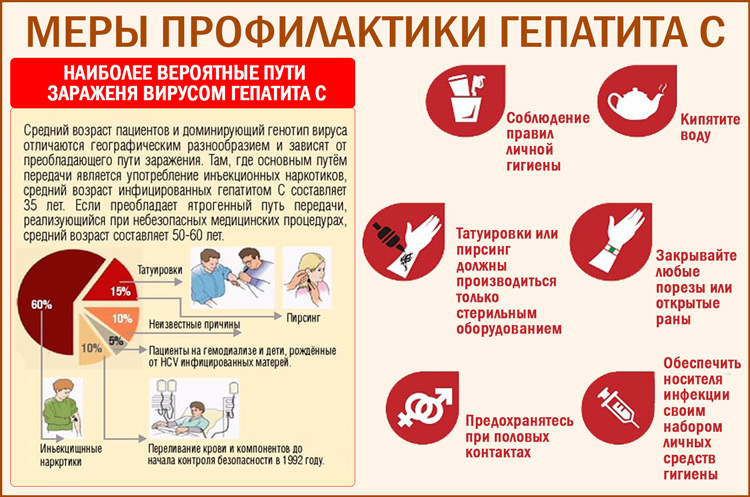 МЕРЫ ПРОФИЛАКТИКИ ГЕПАТИТА С
НАИБОЛЕЕ ВЕРОЯТНЫЕ ПУТИ
ЗАРАЖЕНЯ ВИРУСОМ ГЕПАТИТА С
Средний возраст пациентов и доминирующий генотип вируса
отличаются географическим разнообразием и зависят от
преобладающего пути заражения. Там, где основным путём
передачи является употребление инъекционных наркотиков,
средний возраст инфицированных гепатитом С составляет
35 лет. Если преобладает ятрогенный путь передачи,
реализующийся при небезопасных медицинских процедурах,
средний возраст составляет 50-60 лет.
Татуировки
60%
15%
Пирсинг
10%
Неизвестные причины
5%
10%
Пациенты на гемодиализе и дети, рождённые
от HCV инфицированных матерей.
Инъекцищные
наркртики
Переливание крови и компонентов до
начала контроля безопасности в 1992 году.
Соблюдение
правил
личной
гигиены
Кипятите
воду
Татуировки или
пирсинг
должны
производиться
только
стерильным
оборудованием
Закрывайте
любые
порезы или
открытые
раны
Предохранятесь
при половых
контактах
Обеспечить
носителя
инфекции
своим
набором
личных
средств
гигиены